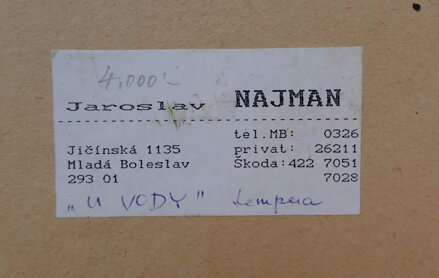 4,000'-
Jaroslav NAJMAN
tel.MB: 0326
Jičínská 1135 privat: 26211
Mladá Boleslav Škoda:422 7051
293 01 7028
„U VODY" tempera